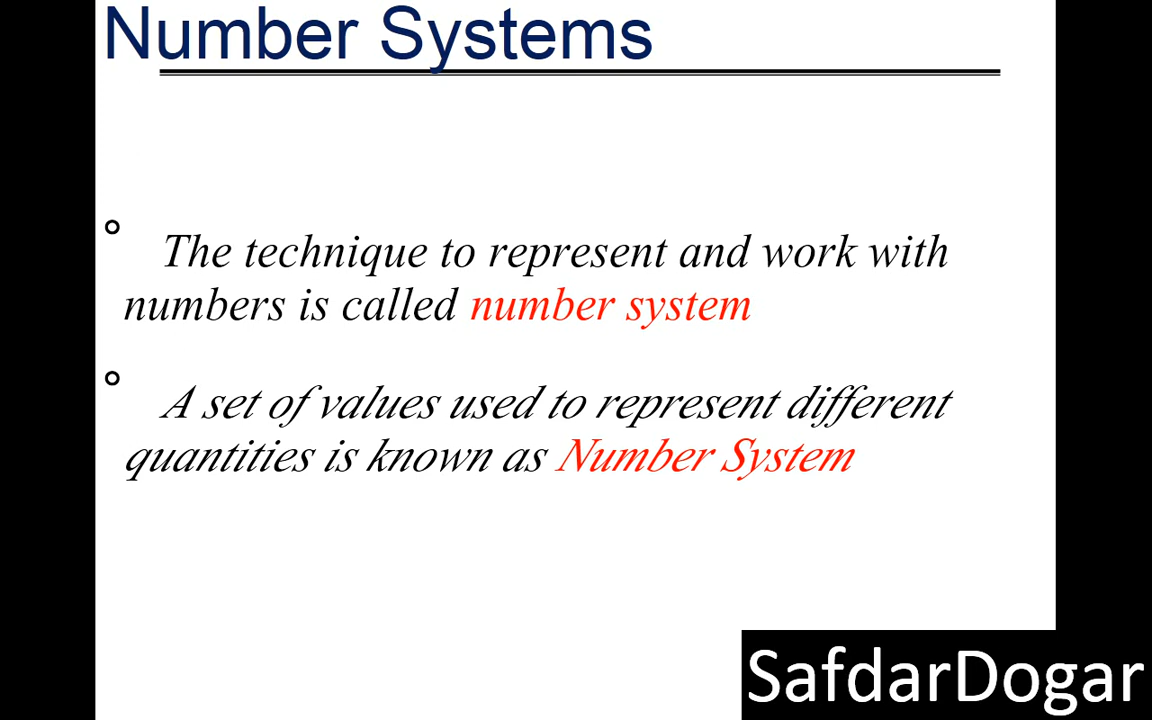 Number Systems
The technique to represent and work with
numbers is called number system
A set of values used to represent different
quantities is known as Number System
SafdarDogar